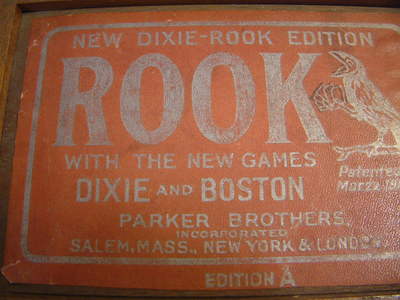 NEW DIXIE-ROOK EDITION
ROOK
WITH THE NEW GAMES
DIXIE AND BOSTON
Patented
PARKER BROTHERS,
INCORPORATED
SALEM, MASS., NEW YORK & LONDON.
EDITION A